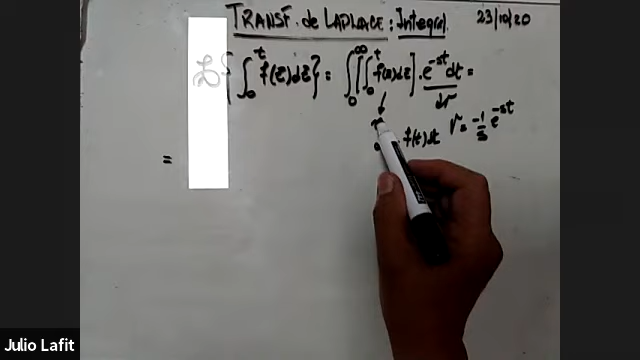 TRANSF. de LAPLACE: Integral 23/10/20
ℒ{∫₀ᵗ f(z)dz} = ∫₀^∞ [∫₀ᵗ f(z)dz] · e^{-st} dt =
dv
f(t)dt v = -1/s e^{-st}
=
Julio Lafit